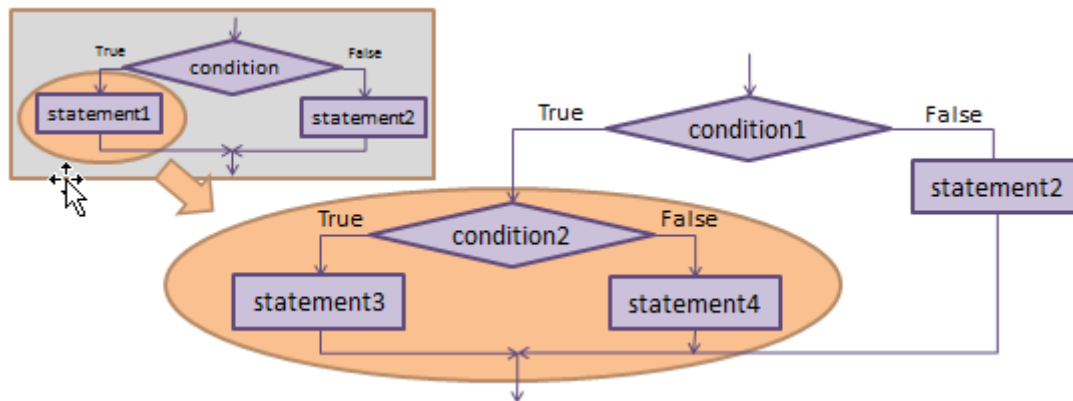 True
False
condition
statement1
statement2
True
False
condition1
statement2
True
False
condition2
statement3
statement4